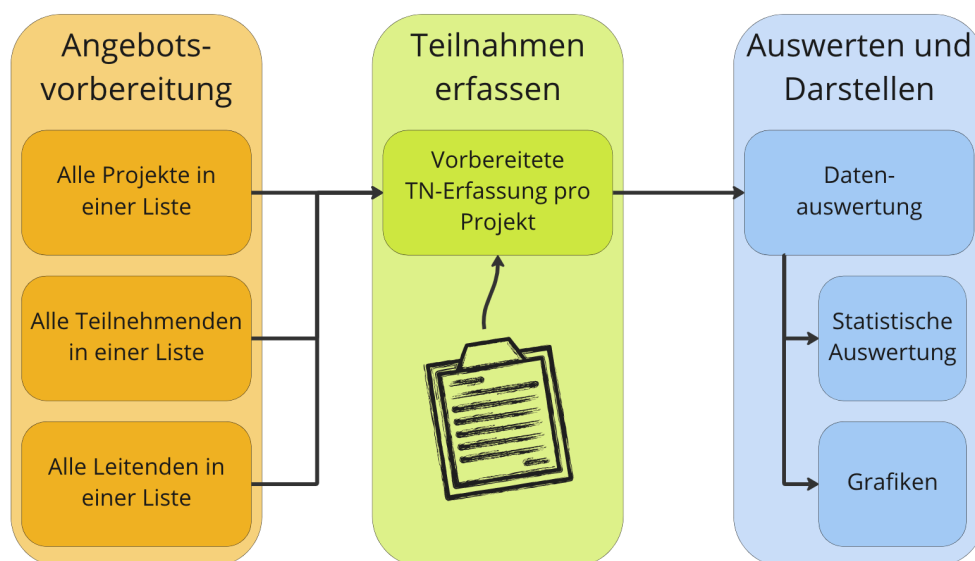 Angebots-
vorbereitung
Alle Projekte in
einer Liste
Alle Teilnehmenden
in einer Liste
Alle Leitenden in
einer Liste
Teilnahmen
erfassen
Vorbereitete
TN-Erfassung pro
Projekt
Auswerten und
Darstellen
Daten-
auswertung
Statistische
Auswertung
Grafiken